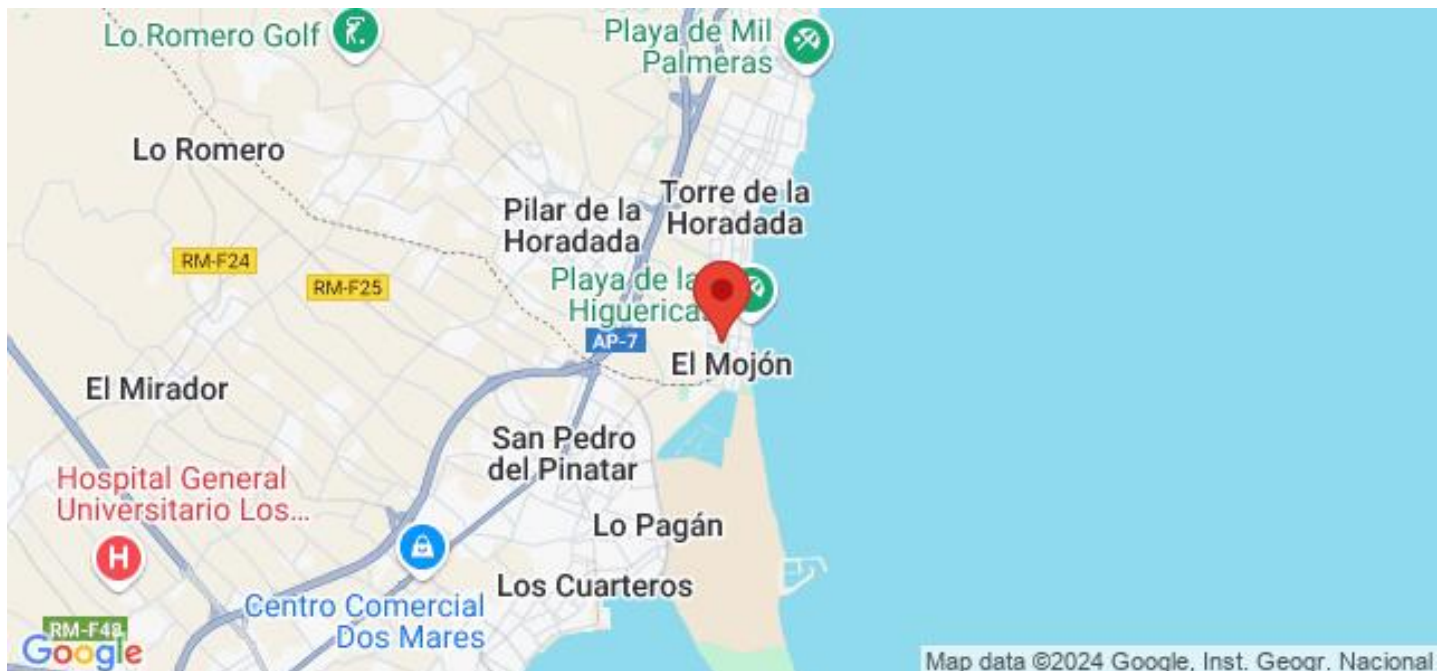 Lo Romero Golf
Playa de Mil
Palmeras
Lo Romero
Torre de la
Horadada
Pilar de la
Horadada
RM-F24
RM-F25
Playa de la
Higuerica
AP-7
El Mojón
El Mirador
San Pedro
del Pinatar
Hospital General
Universitario Los...
H
Lo Pagán
Los Cuarteros
Centro Comercial
Dos Mares
RM-F48
Google
Map data ©2024 Google, Inst. Geogr. Nacional